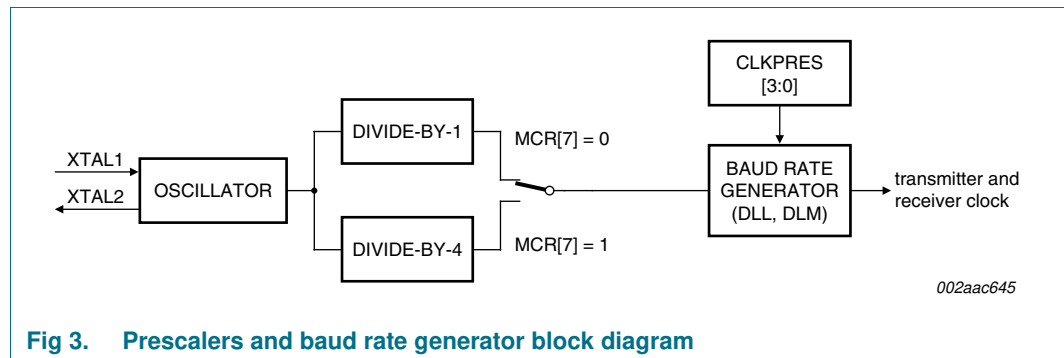 CLKPRES
[3:0]
DIVIDE-BY-1
MCR[7] = 0
XTAL1
XTAL2
OSCILLATOR
BAUD RATE
GENERATOR
(DLL, DLM)
transmitter and
receiver clock
DIVIDE-BY-4
MCR[7] = 1
002aac645
Fig 3. Prescalers and baud rate generator block diagram